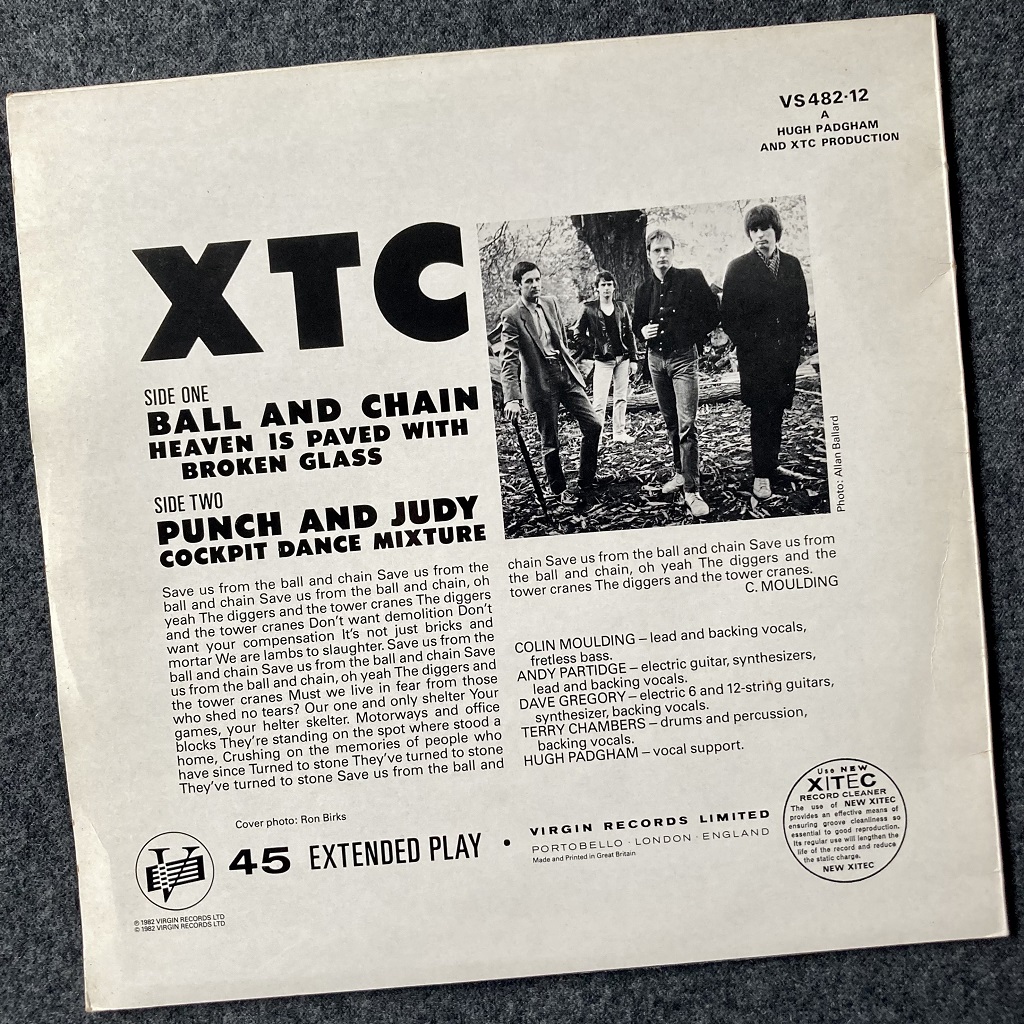 VS482·12
A
HUGH PADGHAM
AND XTC PRODUCTION
XTC
SIDE ONE
BALL AND CHAIN
HEAVEN IS PAVED WITH
BROKEN GLASS
SIDE TWO
PUNCH AND JUDY
COCKPIT DANCE MIXTURE
Photo: Allan Ballard
Save us from the ball and chain Save us from the
ball and chain Save us from the ball and chain, oh
yeah The diggers and the tower cranes The diggers
and the tower cranes Don't want demolition Don't
want your compensation It's not just bricks and
mortar We are lambs to slaughter. Save us from the
ball and chain Save us from the ball and chain Save
us from the ball and chain, oh yeah The diggers and
the tower cranes Must we live in fear from those
who shed no tears? Our one and only shelter Your
games, your helter skelter. Motorways and office
blocks They're standing on the spot where stood a
home, Crushing on the memories of people who
have since Turned to stone They've turned to stone
They've turned to stone Save us from the ball and
chain Save us from the ball and chain Save us from
the ball and chain, oh yeah The diggers and the
tower cranes The diggers and the tower cranes.
C. MOULDING
COLIN MOULDING – lead and backing vocals,
fretless bass.
ANDY PARTIDGE – electric guitar, synthesizers,
lead and backing vocals.
DAVE GREGORY – electric 6 and 12-string guitars,
synthesizer, backing vocals.
TERRY CHAMBERS – drums and percussion,
backing vocals.
HUGH PADGHAM – vocal support.
Cover photo: Ron Birks
V
45 EXTENDED PLAY •
VIRGIN RECORDS LIMITED
PORTOBELLO · LONDON · ENGLAND
Made and Printed in Great Britain
Use NEW
XITEC
RECORD CLEANER
The use of NEW XITEC
provides an effective means of
ensuring groove cleanliness so
essential to good reproduction.
Its regular use will lengthen the
life of the record and reduce
the static charge.
NEW XITEC
℗ 1982 VIRGIN RECORDS LTD
© 1982 VIRGIN RECORDS LTD